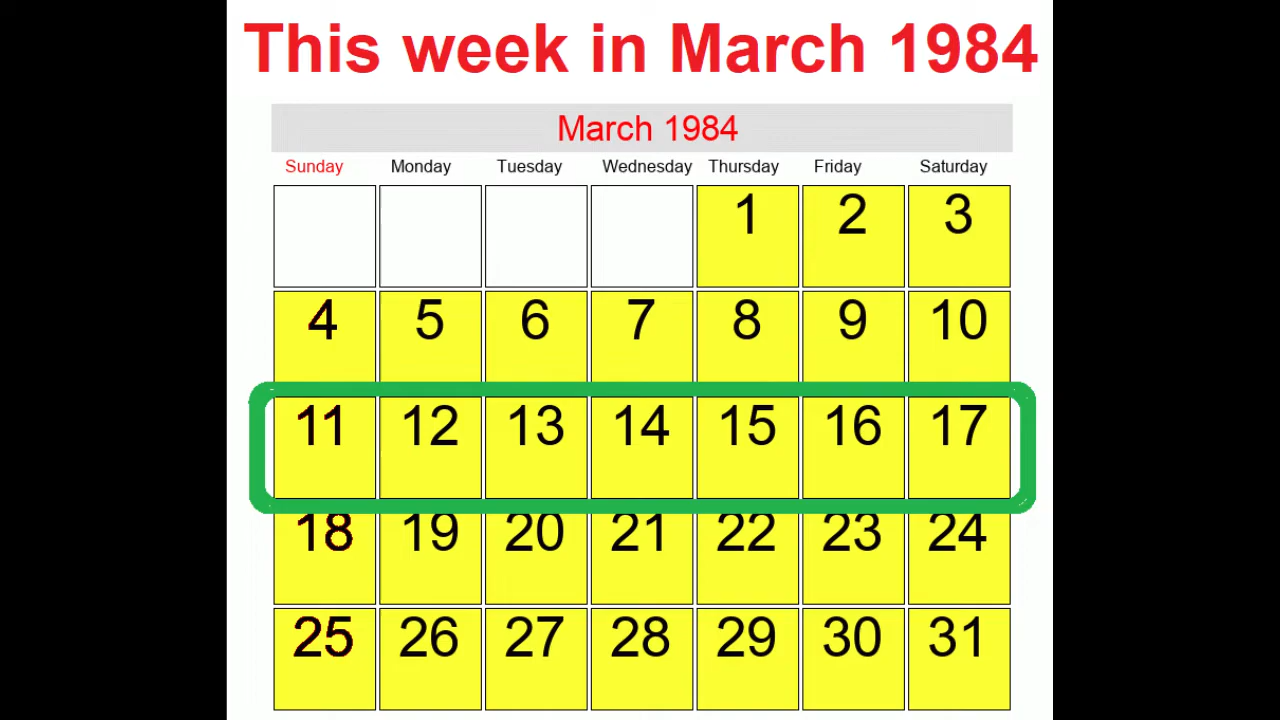 This week in March 1984
March 1984
Sunday Monday Tuesday Wednesday Thursday Friday Saturday
1 2 3
4 5 6 7 8 9 10
11 12 13 14 15 16 17
18 19 20 21 22 23 24
25 26 27 28 29 30 31